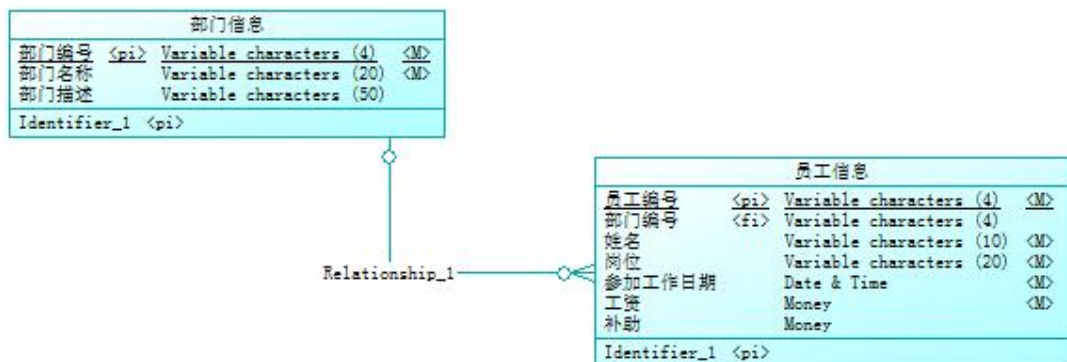 部门信息
部门编号 <pi> Variable characters (4) <M>
部门名称 Variable characters (20) <M>
部门描述 Variable characters (50)
Identifier_1 <pi>
员工信息
员工编号 <pi> Variable characters (4) <M>
部门编号 <fi> Variable characters (4)
姓名 Variable characters (10) <M>
岗位 Variable characters (20) <M>
参加工作日期 Date & Time <M>
工资 Money <M>
补助 Money
Identifier_1 <pi>
Relationship_1